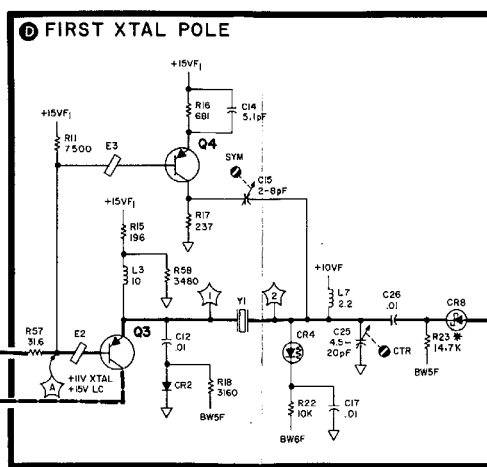 D FIRST XTAL POLE
+15VF1
R16
681
C14
5.1pF
+15VF1
R11
7500
E3
Q4
SYM
C15
2-8pF
+15VF1
R15
196
R17
237
L3
10
R58
3480
+10VF
L7
2.2
C26
.01
CR8
1
Y1
2
R57
31.6
E2
Q3
C12
.01
CR4
C25
4.5-
20pF
CTR
R23 *
14.7K
BW5F
A
+11V XTAL
+15V LC
CR2
R18
3160
BW5F
R22
10K
C17
.01
BW6F